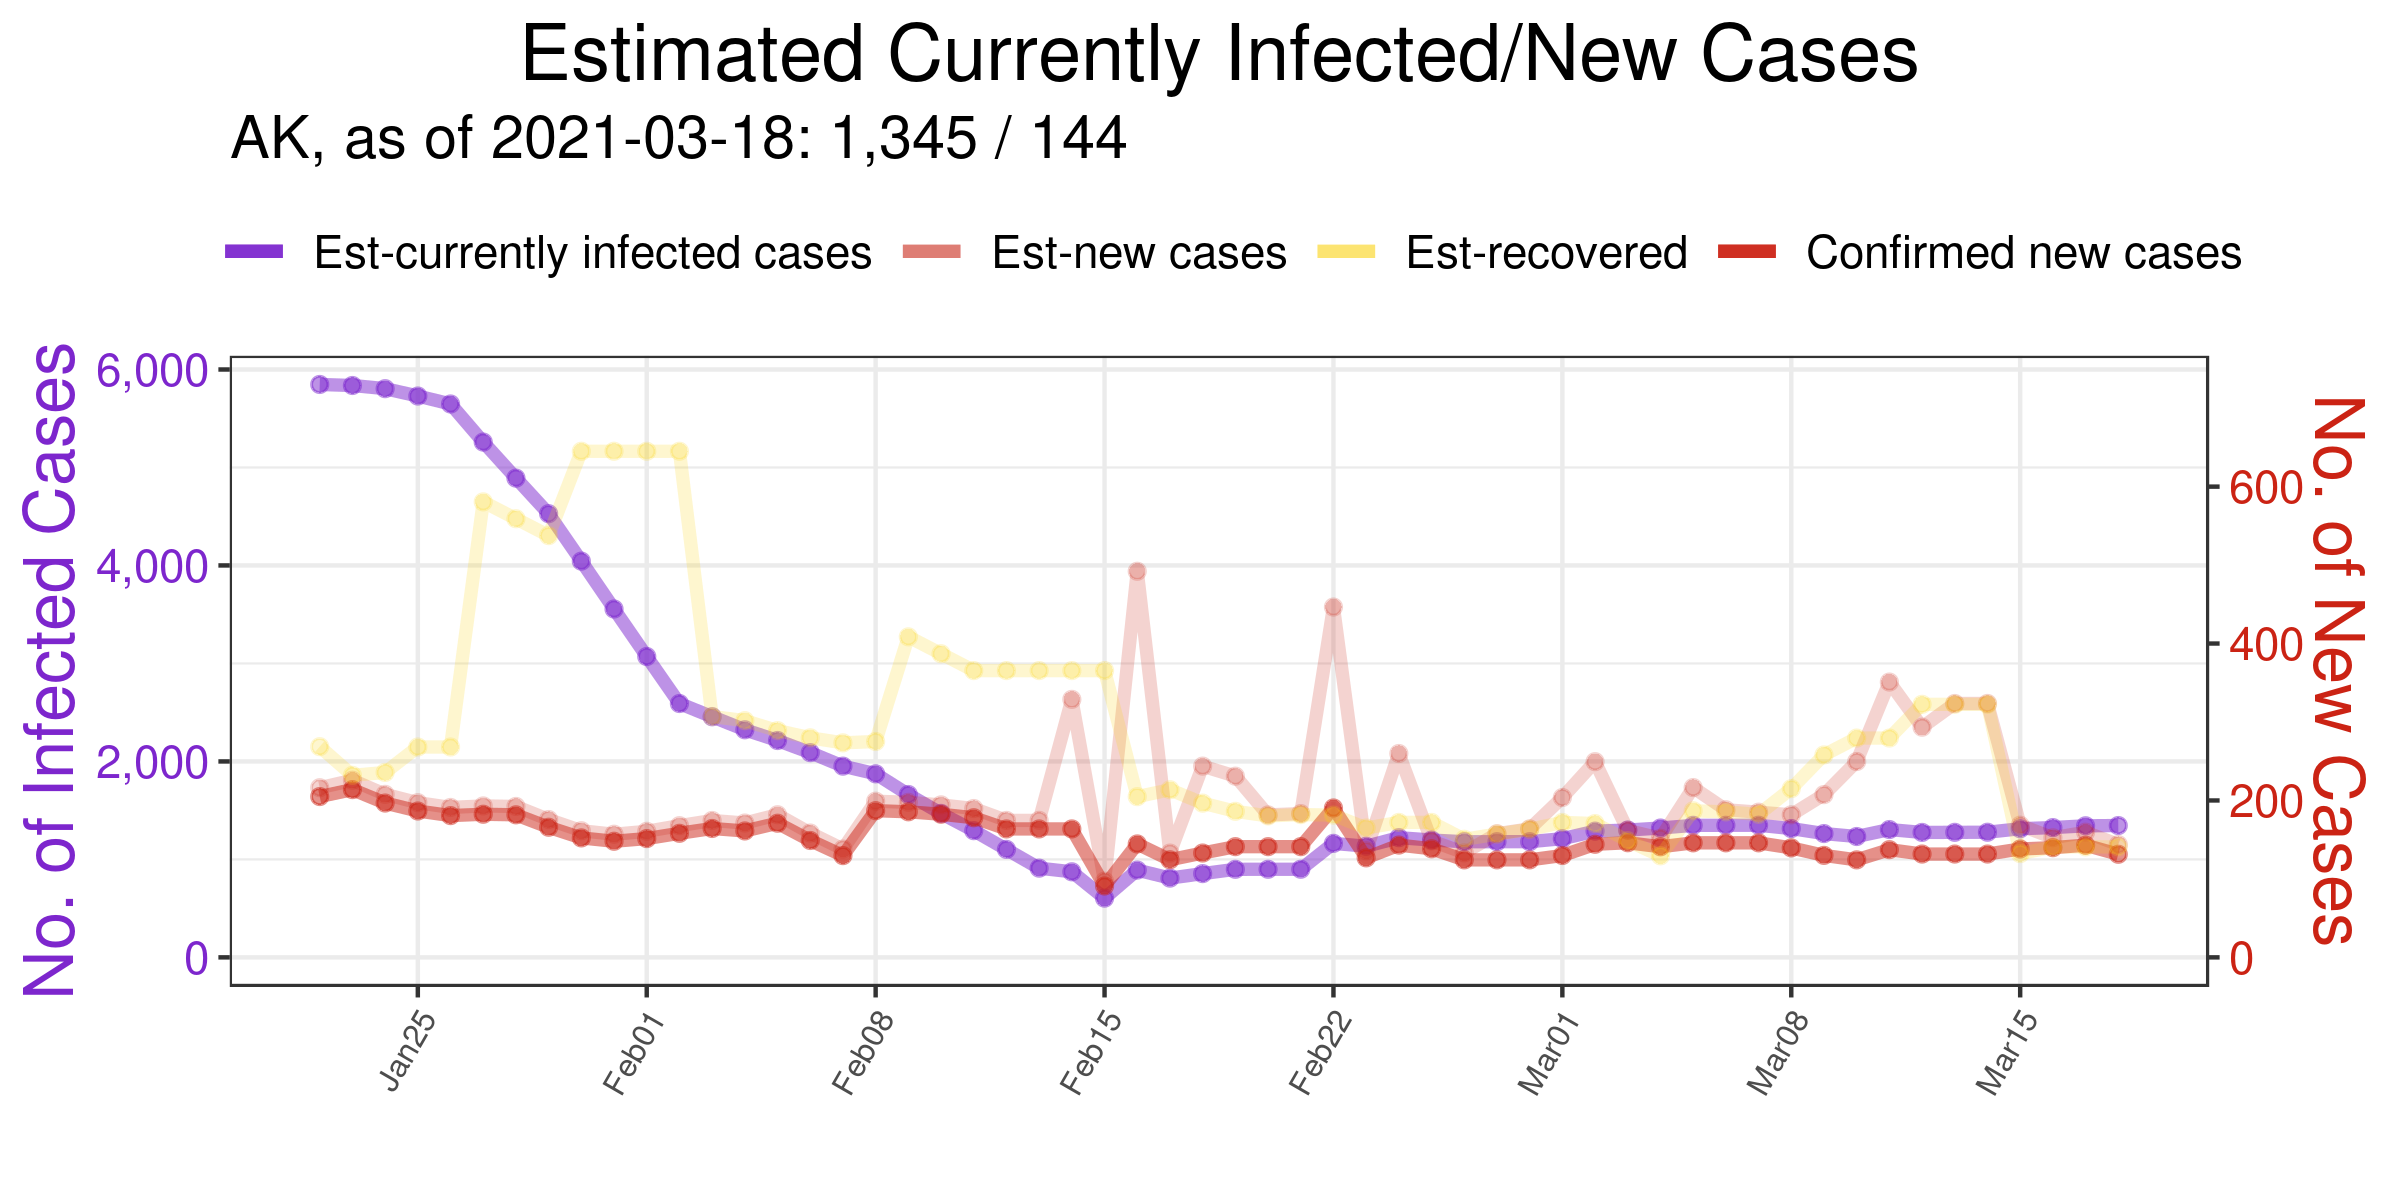 Estimated Currently Infected/New Cases
AK, as of 2021-03-18: 1,345 / 144
Est-currently infected cases Est-new cases Est-recovered Confirmed new cases
No. of Infected Cases
6,000
4,000
2,000
0
600
400
200
0
No. of New Cases
Jan25 Feb01 Feb08 Feb15 Feb22 Mar01 Mar08 Mar15